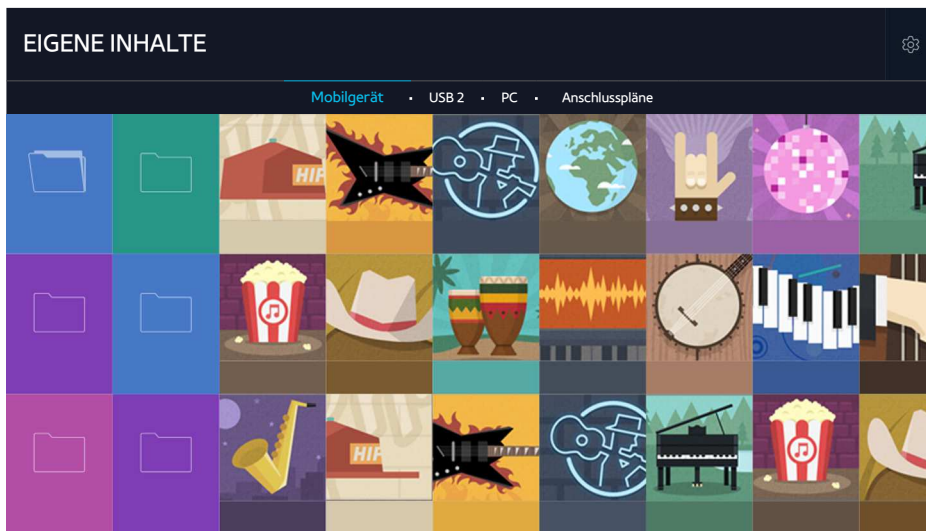 EIGENE INHALTE
Mobilgerät • USB 2 • PC • Anschlusspläne
HIP
HIP